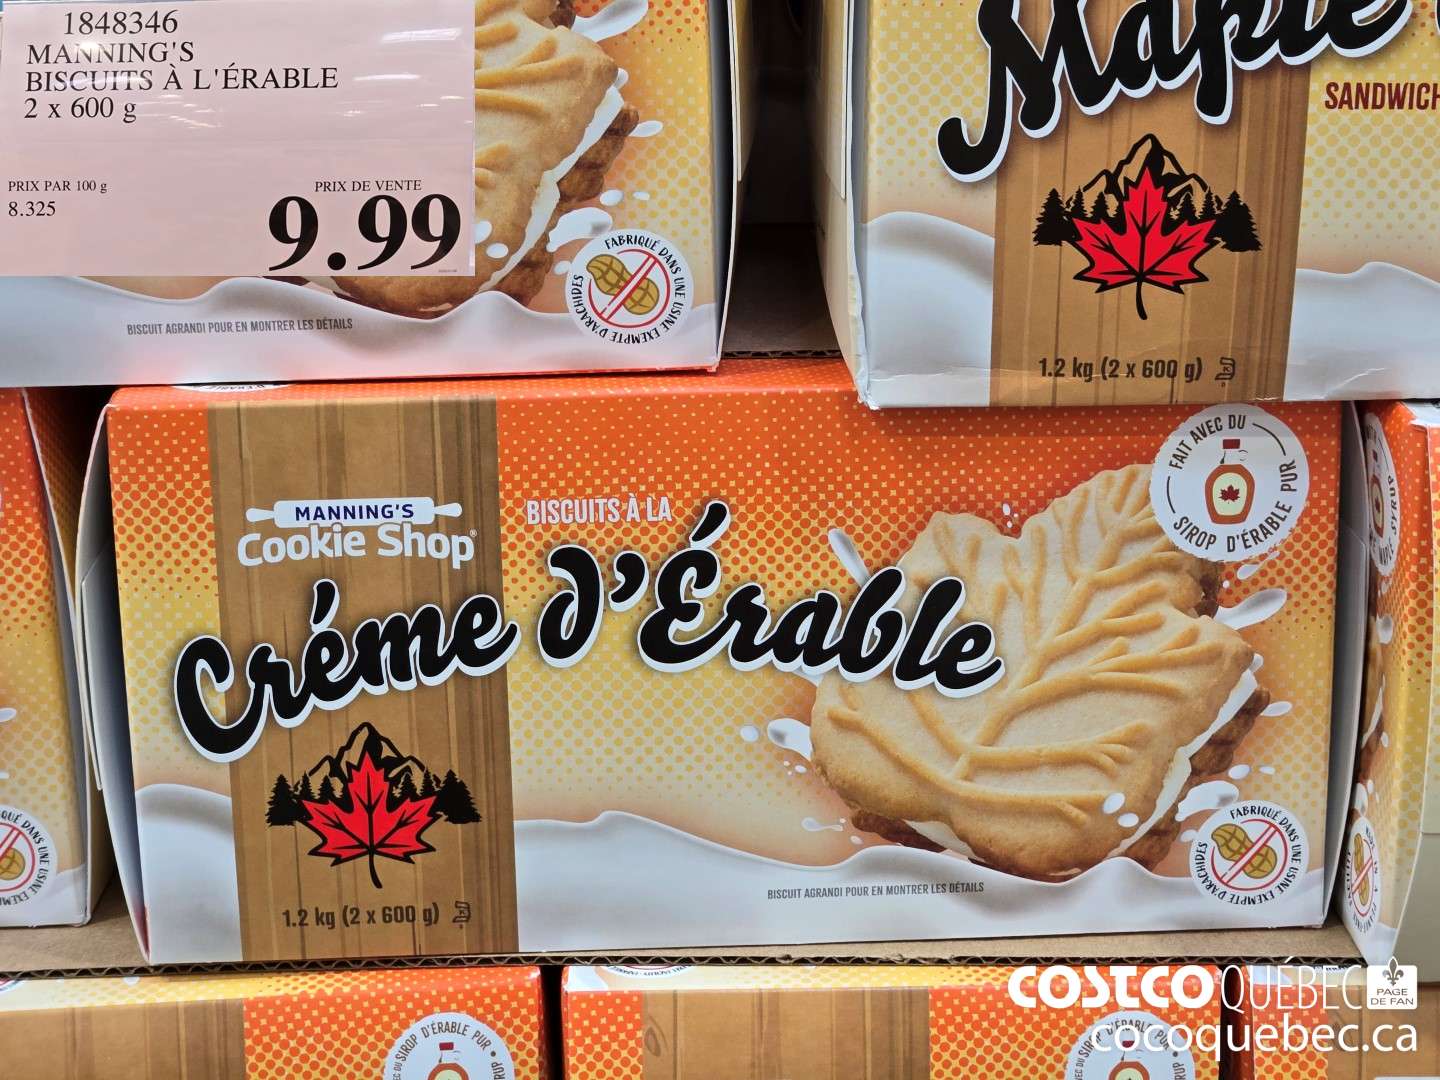 1848346
MANNING'S
BISCUITS À L'ÉRABLE
2 x 600 g
PRIX PAR 100 g
8.325
PRIX DE VENTE
9.99
BISCUIT AGRANDI POUR EN MONTRER LES DÉTAILS
FABRIQUÉ DANS UNE USINE EXEMPTE D'ARACHIDES
Maple
SANDWICH
1.2 kg (2 x 600 g)
MANNING'S
Cookie Shop
BISCUITS À LA
Créme d'Érable
FAIT AVEC DU
SIROP D'ÉRABLE PUR
1.2 kg (2 x 600 g)
BISCUIT AGRANDI POUR EN MONTRER LES DÉTAILS
FABRIQUÉ DANS UNE USINE EXEMPTE D'ARACHIDES
SIROP D'ÉRABLE PUR
COSTCO QUÉBEC
PAGE
DE FAN
cocoquebec.ca